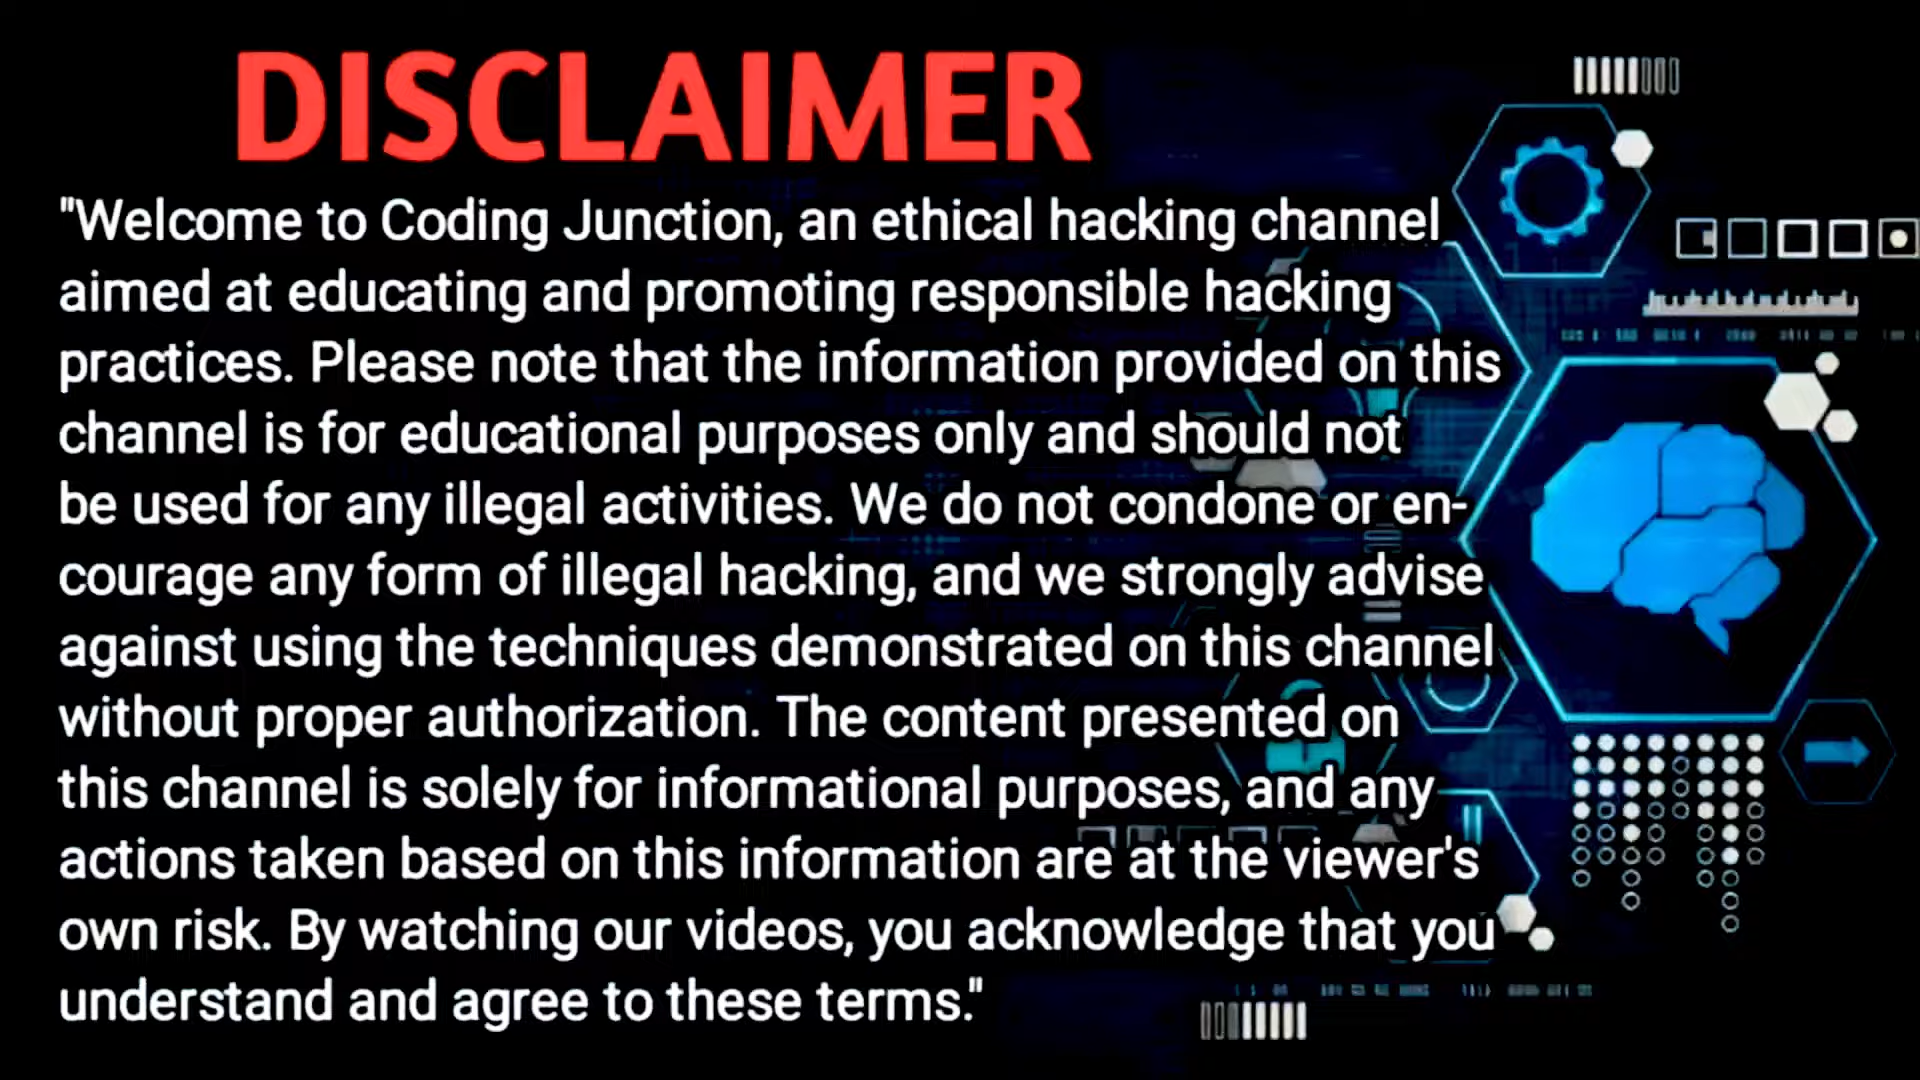 DISCLAIMER
"Welcome to Coding Junction, an ethical hacking channel
aimed at educating and promoting responsible hacking
practices. Please note that the information provided on this
channel is for educational purposes only and should not
be used for any illegal activities. We do not condone or en-
courage any form of illegal hacking, and we strongly advise
against using the techniques demonstrated on this channel
without proper authorization. The content presented on
this channel is solely for informational purposes, and any
actions taken based on this information are at the viewer's
own risk. By watching our videos, you acknowledge that you
understand and agree to these terms."